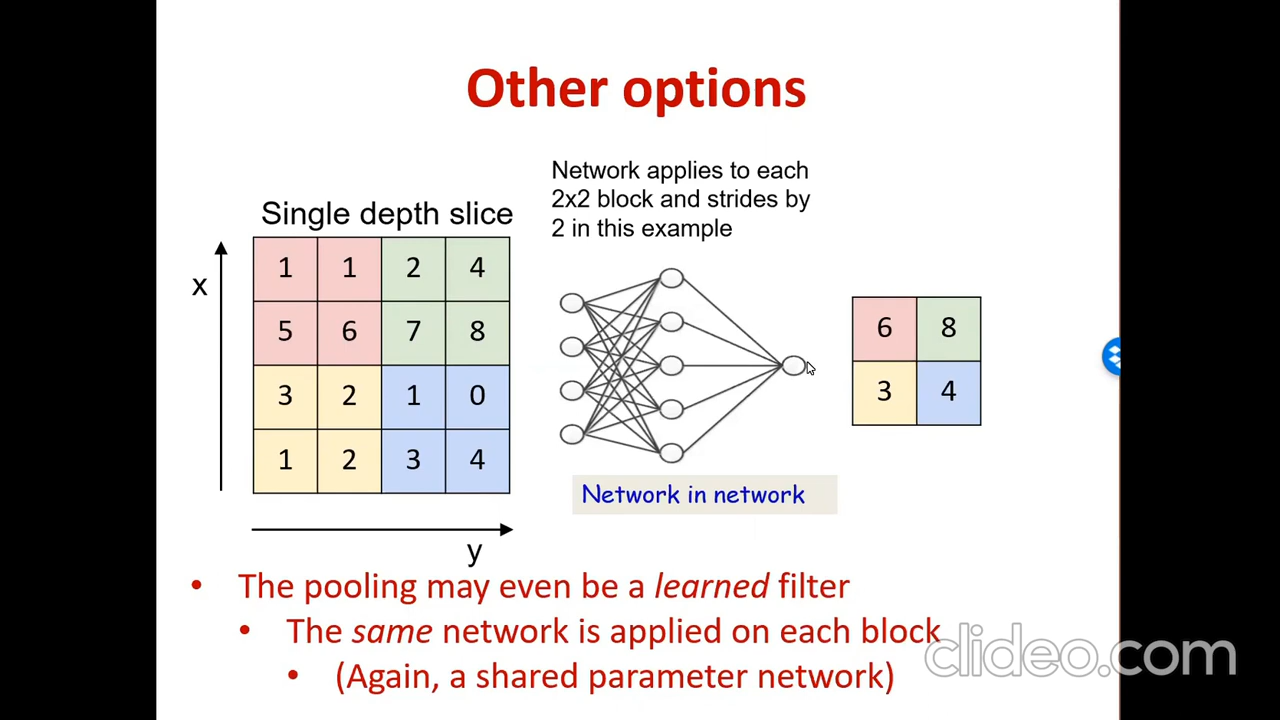 Other options
Network applies to each
2x2 block and strides by
2 in this example
Single depth slice
x
1 1 2 4
5 6 7 8
3 2 1 0
1 2 3 4
y
6 8
3 4
Network in network
• The pooling may even be a learned filter
• The same network is applied on each block
• (Again, a shared parameter network)
clideo.com